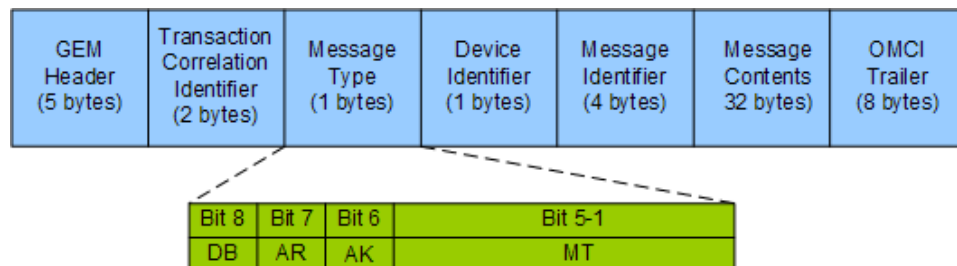 GEM
Header
(5 bytes)
Transaction
Correlation
Identifier
(2 bytes)
Message
Type
(1 bytes)
Device
Identifier
(1 bytes)
Message
Identifier
(4 bytes)
Message
Contents
32 bytes)
OMCI
Trailer
(8 bytes)
Bit 8 Bit 7 Bit 6 Bit 5-1
DB AR AK MT